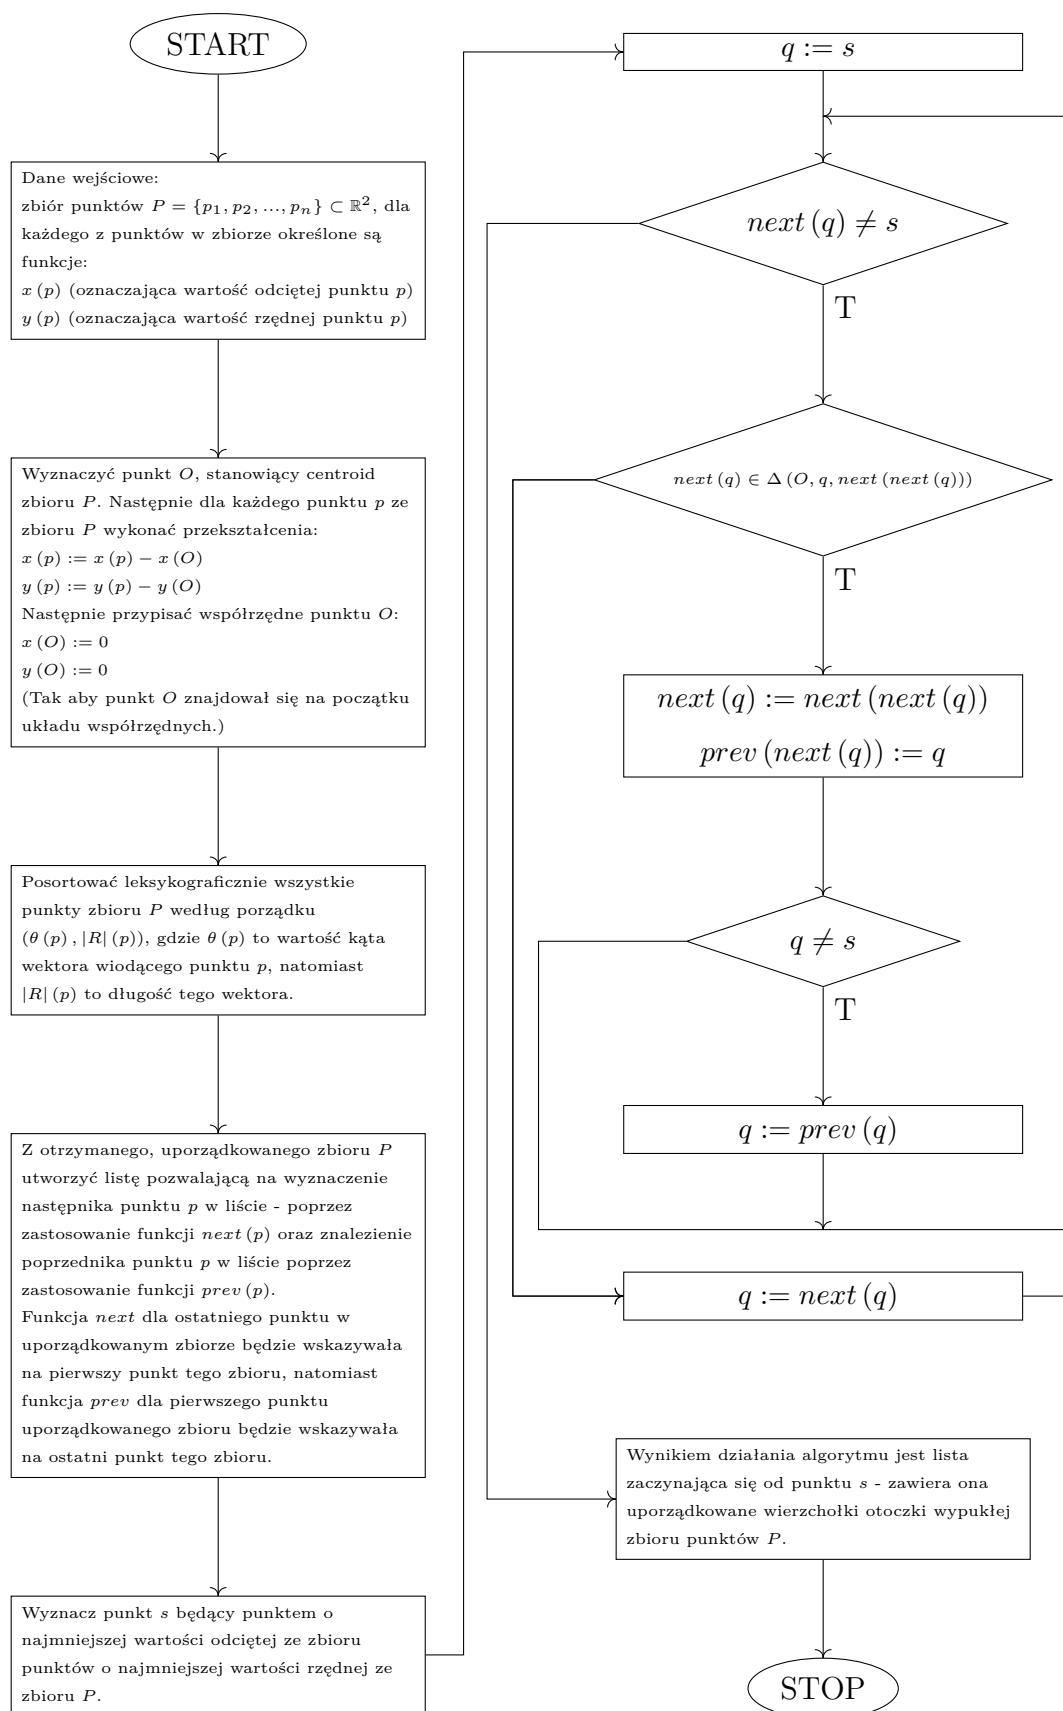 START
Dane wejściowe:
zbiór punktów P = {p₁, p₂, ..., pₙ} ⊂ ℝ², dla
każdego z punktów w zbiorze określone są
funkcje:
x (p) (oznaczająca wartość odciętej punktu p)
y (p) (oznaczająca wartość rzędnej punktu p)
Wyznaczyć punkt O, stanowiący centroid
zbioru P. Następnie dla każdego punktu p ze
zbioru P wykonać przekształcenia:
x (p) := x (p) − x (O)
y (p) := y (p) − y (O)
Następnie przypisać współrzędne punktu O:
x (O) := 0
y (O) := 0
(Tak aby punkt O znajdował się na początku
układu współrzędnych.)
Posortować leksykograficznie wszystkie
punkty zbioru P według porządku
(θ (p) , |R| (p)), gdzie θ (p) to wartość kąta
wektora wiodącego punktu p, natomiast
|R| (p) to długość tego wektora.
Z otrzymanego, uporządkowanego zbioru P
utworzyć listę pozwalającą na wyznaczenie
następnika punktu p w liście - poprzez
zastosowanie funkcji next (p) oraz znalezienie
poprzednika punktu p w liście poprzez
zastosowanie funkcji prev (p).
Funkcja next dla ostatniego punktu w
uporządkowanym zbiorze będzie wskazywała
na pierwszy punkt tego zbioru, natomiast
funkcja prev dla pierwszego punktu
uporządkowanego zbioru będzie wskazywała
na ostatni punkt tego zbioru.
Wyznacz punkt s będący punktem o
najmniejszej wartości odciętej ze zbioru
punktów o najmniejszej wartości rzędnej ze
zbioru P.
q := s
next (q) ≠ s
T
next (q) ∈ Δ (O, q, next (next (q)))
T
next (q) := next (next (q))
prev (next (q)) := q
q ≠ s
T
q := prev (q)
q := next (q)
Wynikiem działania algorytmu jest lista
zaczynająca się od punktu s - zawiera ona
uporządkowane wierzchołki otoczki wypukłej
zbioru punktów P.
STOP